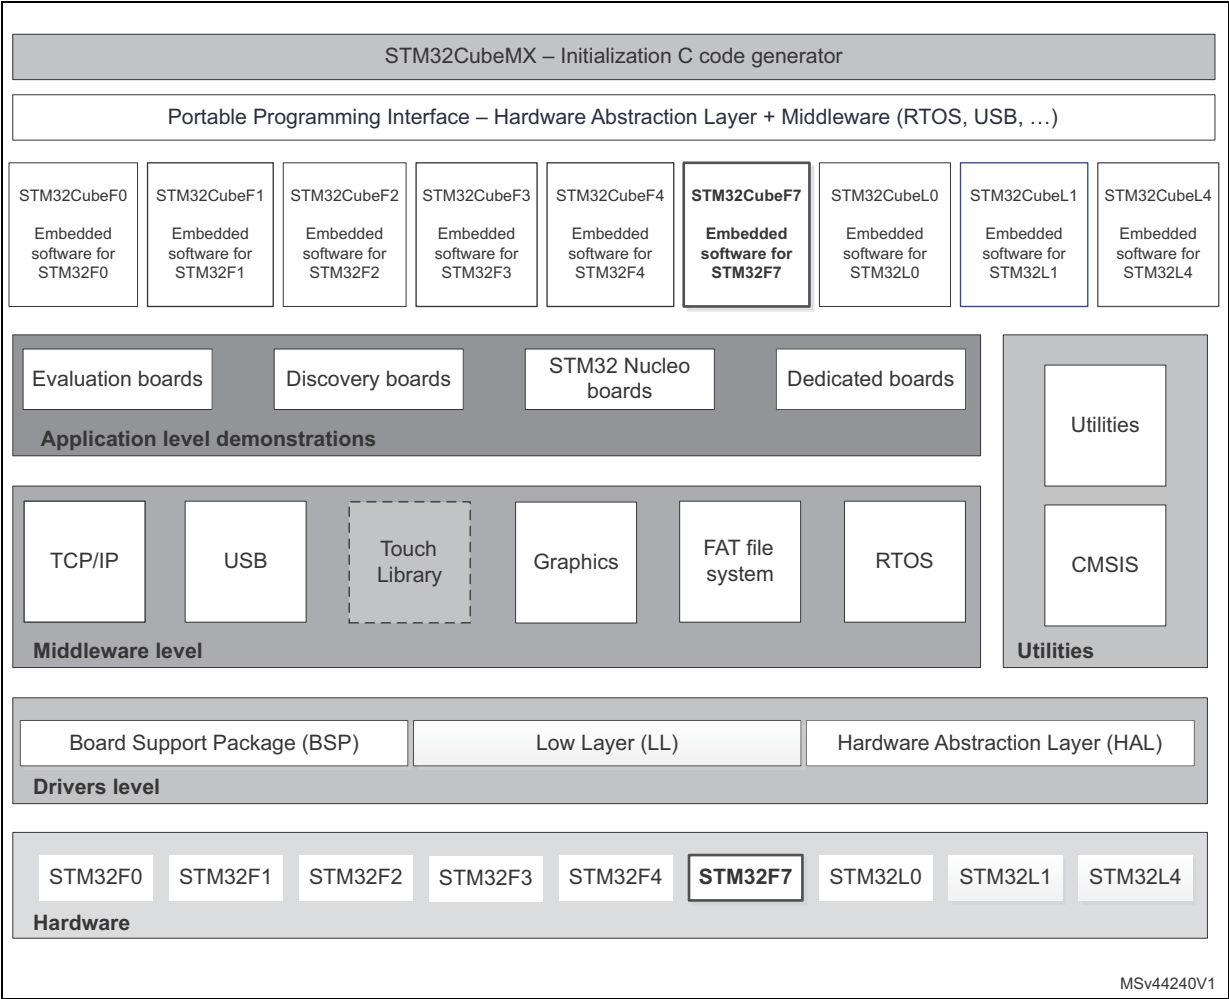 STM32CubeMX – Initialization C code generator
Portable Programming Interface – Hardware Abstraction Layer + Middleware (RTOS, USB, …)
STM32CubeF0
Embedded
software for
STM32F0
STM32CubeF1
Embedded
software for
STM32F1
STM32CubeF2
Embedded
software for
STM32F2
STM32CubeF3
Embedded
software for
STM32F3
STM32CubeF4
Embedded
software for
STM32F4
STM32CubeF7
Embedded
software for
STM32F7
STM32CubeL0
Embedded
software for
STM32L0
STM32CubeL1
Embedded
software for
STM32L1
STM32CubeL4
Embedded
software for
STM32L4
Evaluation boards
Discovery boards
STM32 Nucleo
boards
Dedicated boards
Application level demonstrations
TCP/IP
USB
Touch
Library
Graphics
FAT file
system
RTOS
Middleware level
Utilities
CMSIS
Utilities
Board Support Package (BSP)
Low Layer (LL)
Hardware Abstraction Layer (HAL)
Drivers level
STM32F0
STM32F1
STM32F2
STM32F3
STM32F4
STM32F7
STM32L0
STM32L1
STM32L4
Hardware
MSv44240V1